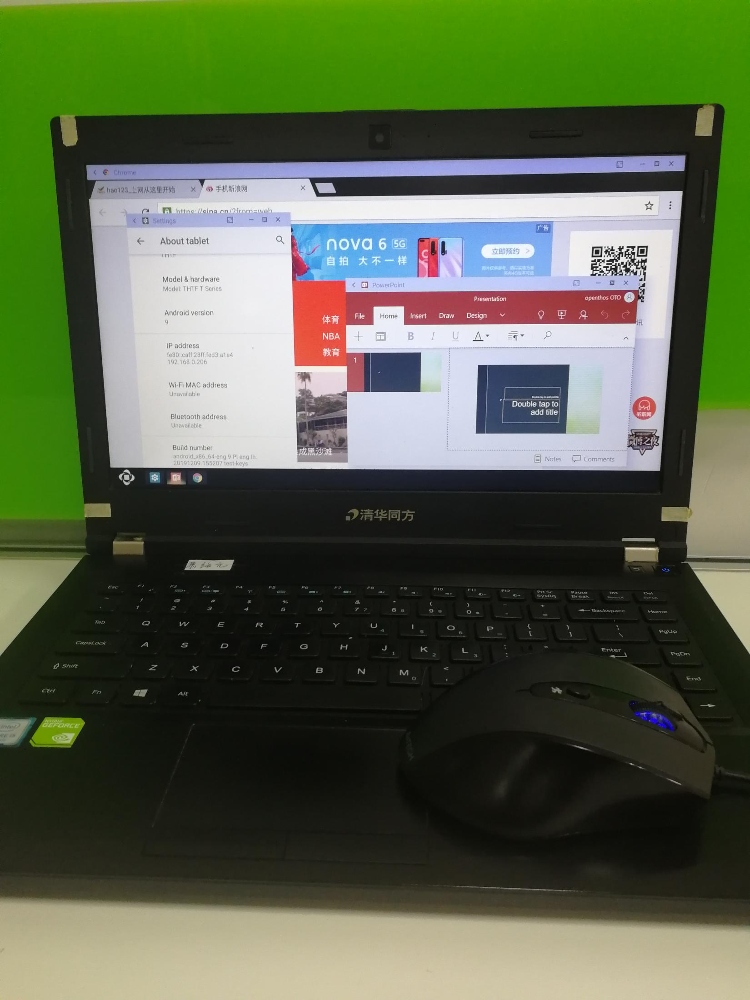 Chrome
hao123_上网从这里开始
手机新浪网
https://sina.cn/?from=web
Settings
About tablet
THTF
Model & hardware
Model: THTF T Series
Android version
9
IP address
fe80::caff:28ff:fed3:a1e4
192.168.0.206
Wi-Fi MAC address
Unavailable
Bluetooth address
Unavailable
Build number
android_x86_64-eng 9 PI eng.lh.
20191209.155207 test-keys
广告
nova 6 5G
自拍 大不一样
立即预约 >
体育
NBA
教育
成黑沙滩
讯
听新闻
微博之夜
PowerPoint
Presentation
openthos OTO
File Home Insert Draw Design
B I U A
1
Double tap to add subtitle
Double tap to
add title
Notes Comments
清华同方
Esc F1 F2 F3 F4 F5 F6 F7 F8 F9 F10 F11 F12 Prt Sc SysRq Pause Break Ins Num LK Del Scr LK
~ ! @ # $ % ^ & * ( ) _ +
1 2 3 4 5 6 7 7 8 8 9 9 0 * - = Backspace Home
Tab Q W E R T Y U 4 I 5 O 6 P - { [ } ] | \ PgUp
CapsLock A S D F G H J 1 K 2 L 3 : ; " Enter PgDn
Shift Z X C V B N M 0 < , End
Ctrl Fn Alt
intel
CORE i5
NVIDIA
GEFORCE